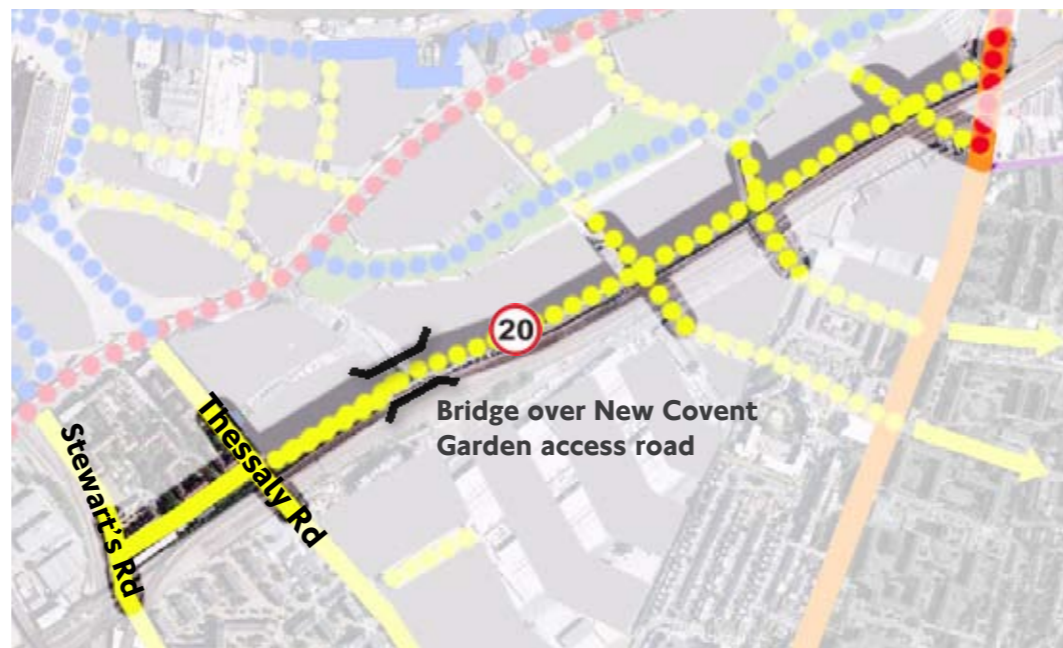 20
Bridge over New Covent
Garden access road
Thessaly Rd
Stewart's Rd